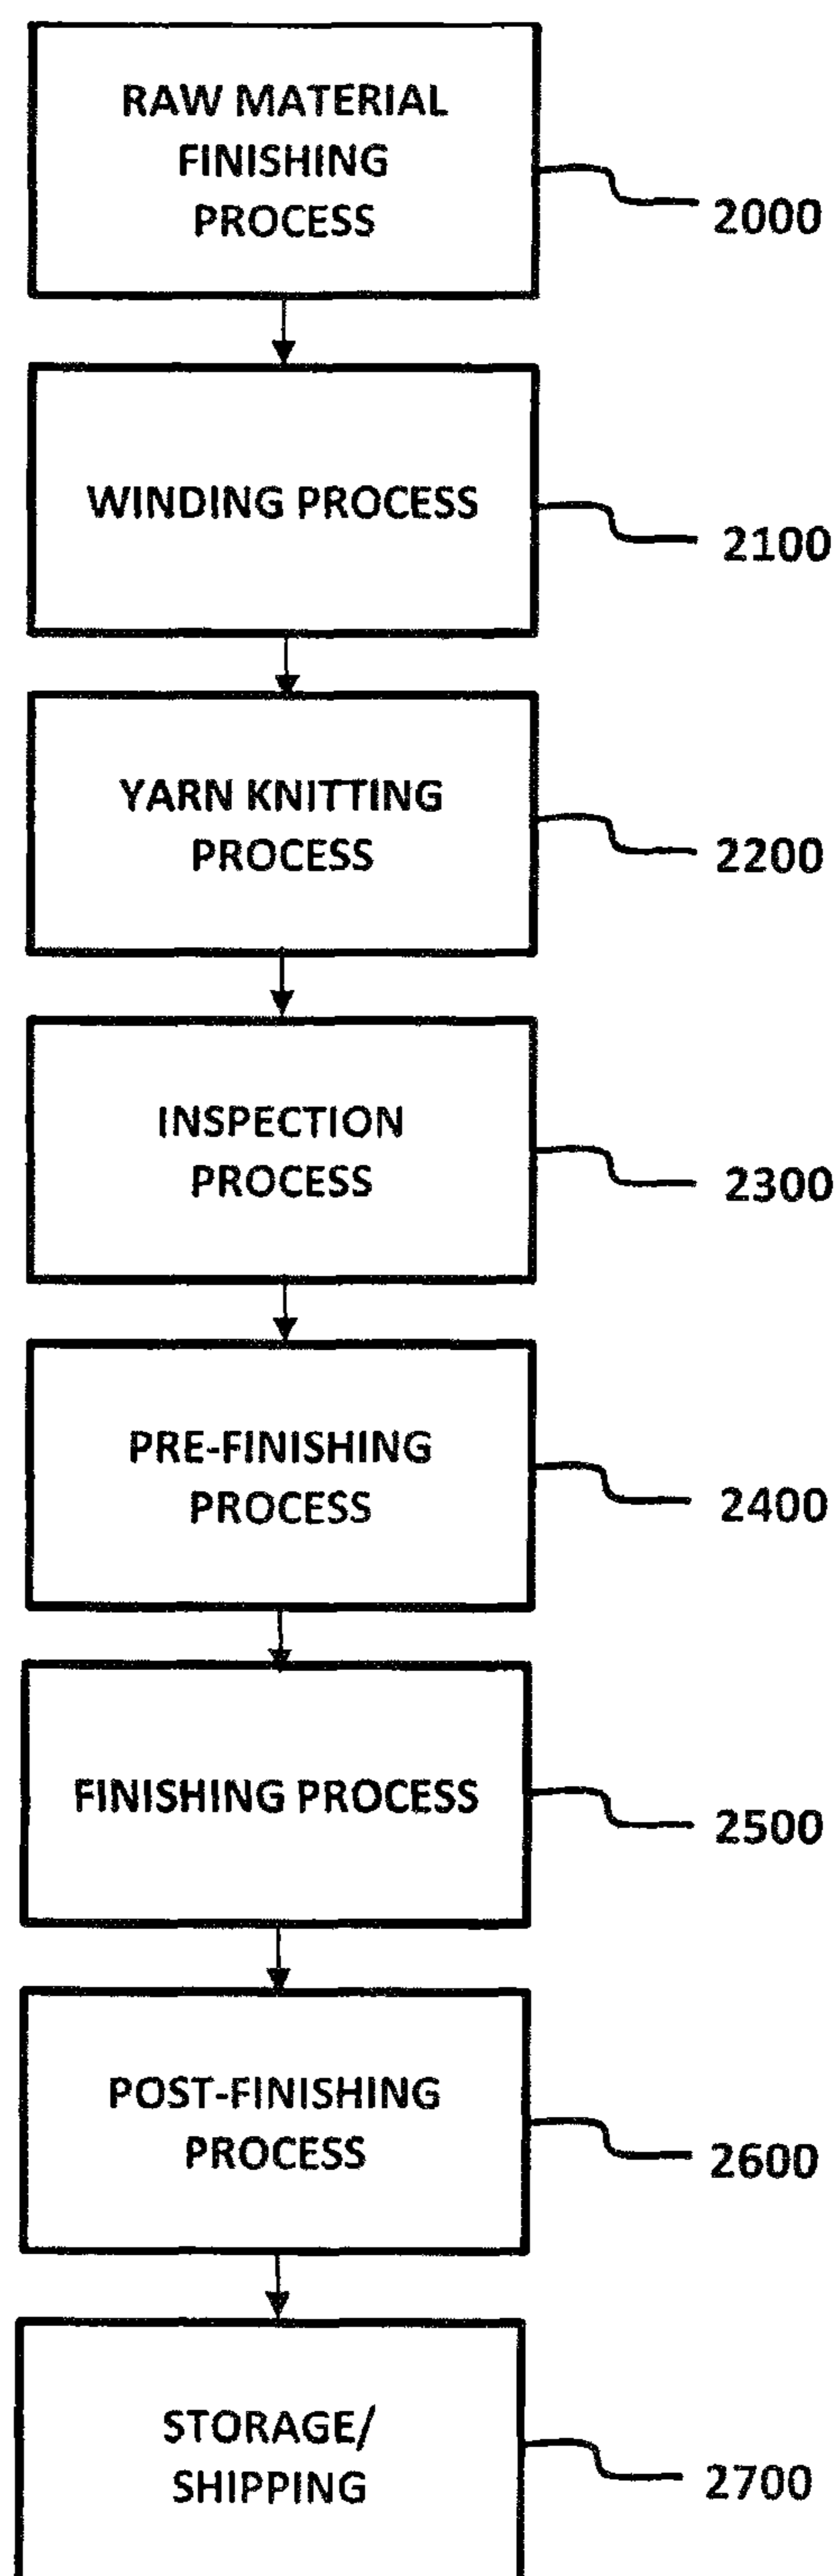 RAW MATERIAL
FINISHING
PROCESS
2000
WINDING PROCESS
2100
YARN KNITTING
PROCESS
2200
INSPECTION
PROCESS
2300
PRE-FINISHING
PROCESS
2400
FINISHING PROCESS
2500
POST-FINISHING
PROCESS
2600
STORAGE/
SHIPPING
2700